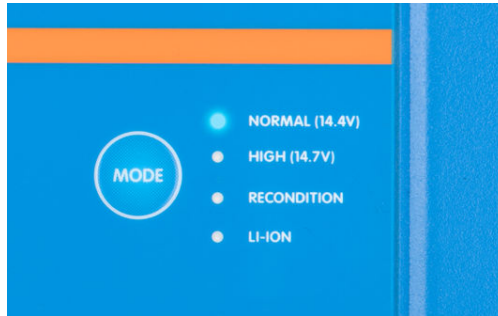 NORMAL (14.4V)
HIGH (14.7V)
MODE
RECONDITION
LI-ION